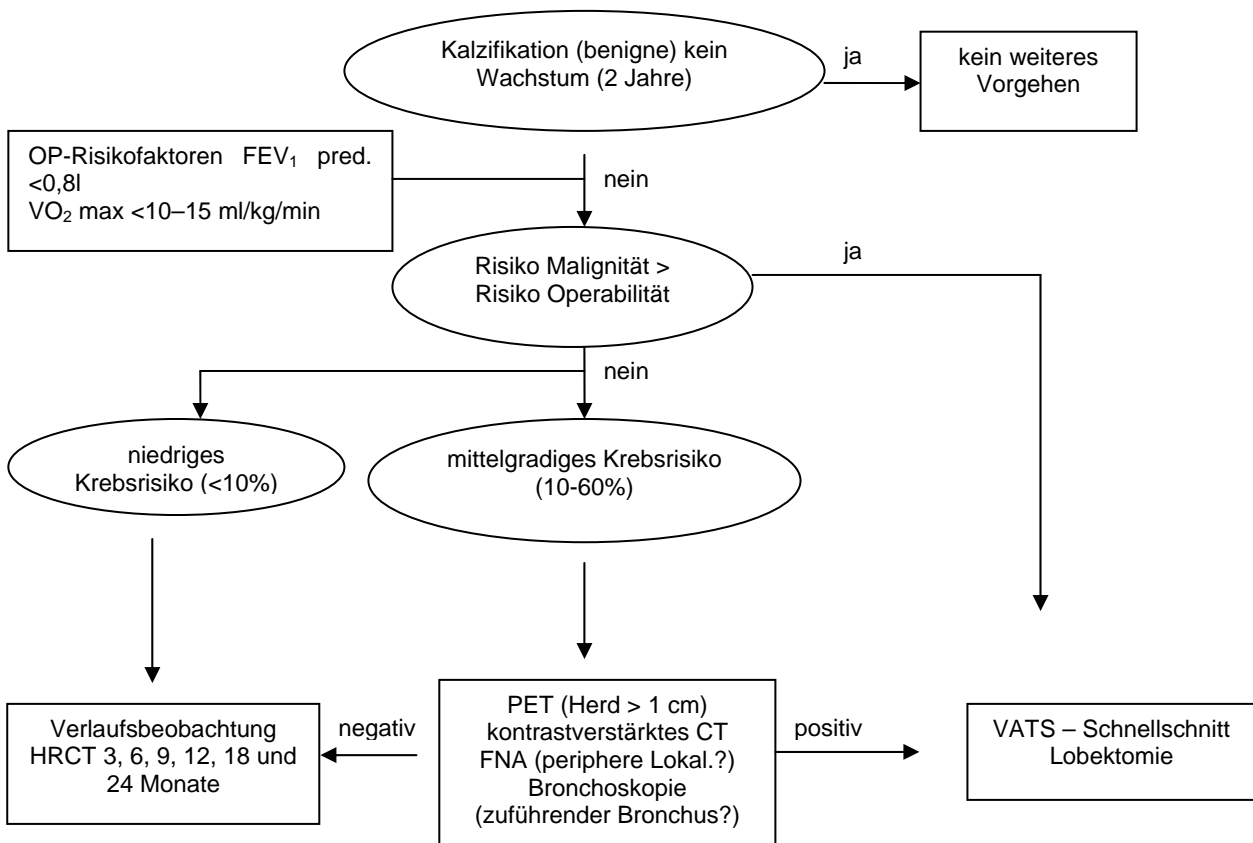 Kalzifikation (benigne) kein
Wachstum (2 Jahre)
ja
kein weiteres
Vorgehen
OP-Risikofaktoren FEV₁ pred.
<0,8l
VO₂ max <10–15 ml/kg/min
nein
Risiko Malignität >
Risiko Operabilität
ja
nein
niedriges
Krebsrisiko (<10%)
mittelgradiges Krebsrisiko
(10-60%)
Verlaufsbeobachtung
HRCT 3, 6, 9, 12, 18 und
24 Monate
negativ
PET (Herd > 1 cm)
kontrastverstärktes CT
FNA (periphere Lokal.?)
Bronchoskopie
(zuführender Bronchus?)
positiv
VATS – Schnellschnitt
Lobektomie